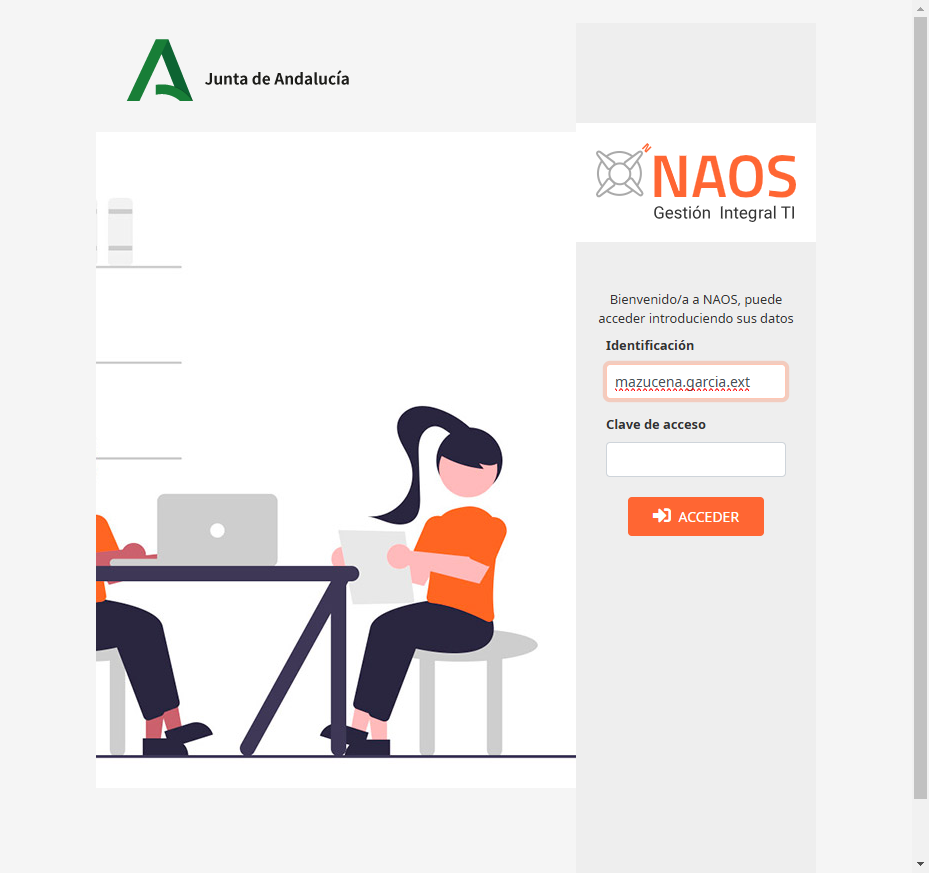 Junta de Andalucía
N
NAOS
Gestión Integral TI
Bienvenido/a a NAOS, puede
acceder introduciendo sus datos
Identificación
mazucena.garcia.ext
Clave de acceso
ACCEDER